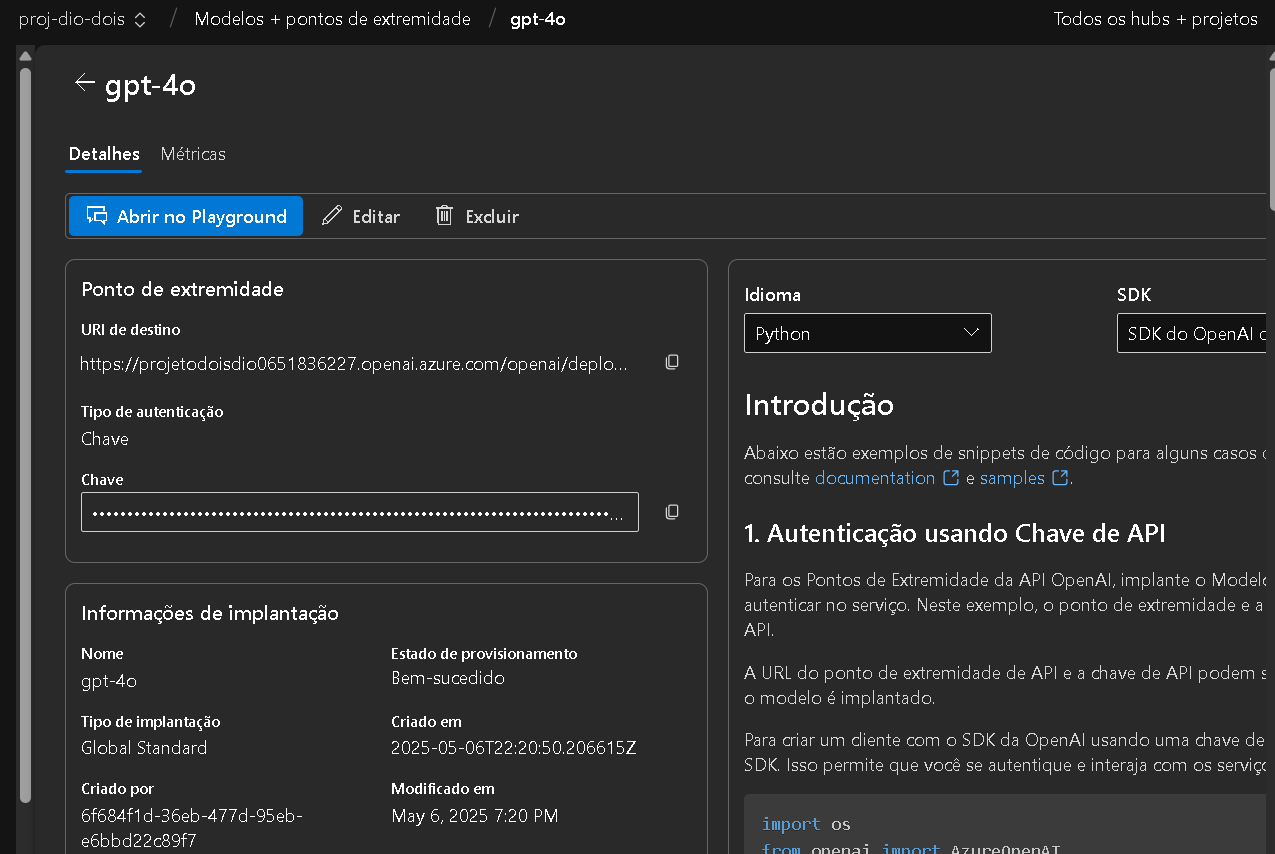 proj-dio-dois / Modelos + pontos de extremidade / gpt-4o Todos os hubs + projetos
gpt-4o
Detalhes Métricas
Abrir no Playground Editar Excluir
Ponto de extremidade
URI de destino
https://projetodoisdio0651836227.openai.azure.com/openai/deplo...
Tipo de autenticação
Chave
Chave
••••••••••••••••••••••••••••••••••••••••••••••••••••••••••••••••••••••••••...
Informações de implantação
Nome
gpt-4o
Estado de provisionamento
Bem-sucedido
Tipo de implantação
Global Standard
Criado em
2025-05-06T22:20:50.206615Z
Criado por
6f684f1d-36eb-477d-95eb-
e6bbd22c89f7
Modificado em
May 6, 2025 7:20 PM
Idioma
Python
SDK
SDK do OpenAI
Introdução
Abaixo estão exemplos de snippets de código para alguns casos
consulte documentation e samples.
1. Autenticação usando Chave de API
Para os Pontos de Extremidade da API OpenAI, implante o Modelo
autenticar no serviço. Neste exemplo, o ponto de extremidade e a
API.
A URL do ponto de extremidade de API e a chave de API podem
o modelo é implantado.
Para criar um cliente com o SDK da OpenAI usando uma chave de
SDK. Isso permite que você se autentique e interaja com os
import os
from openai import AzureOpenAI